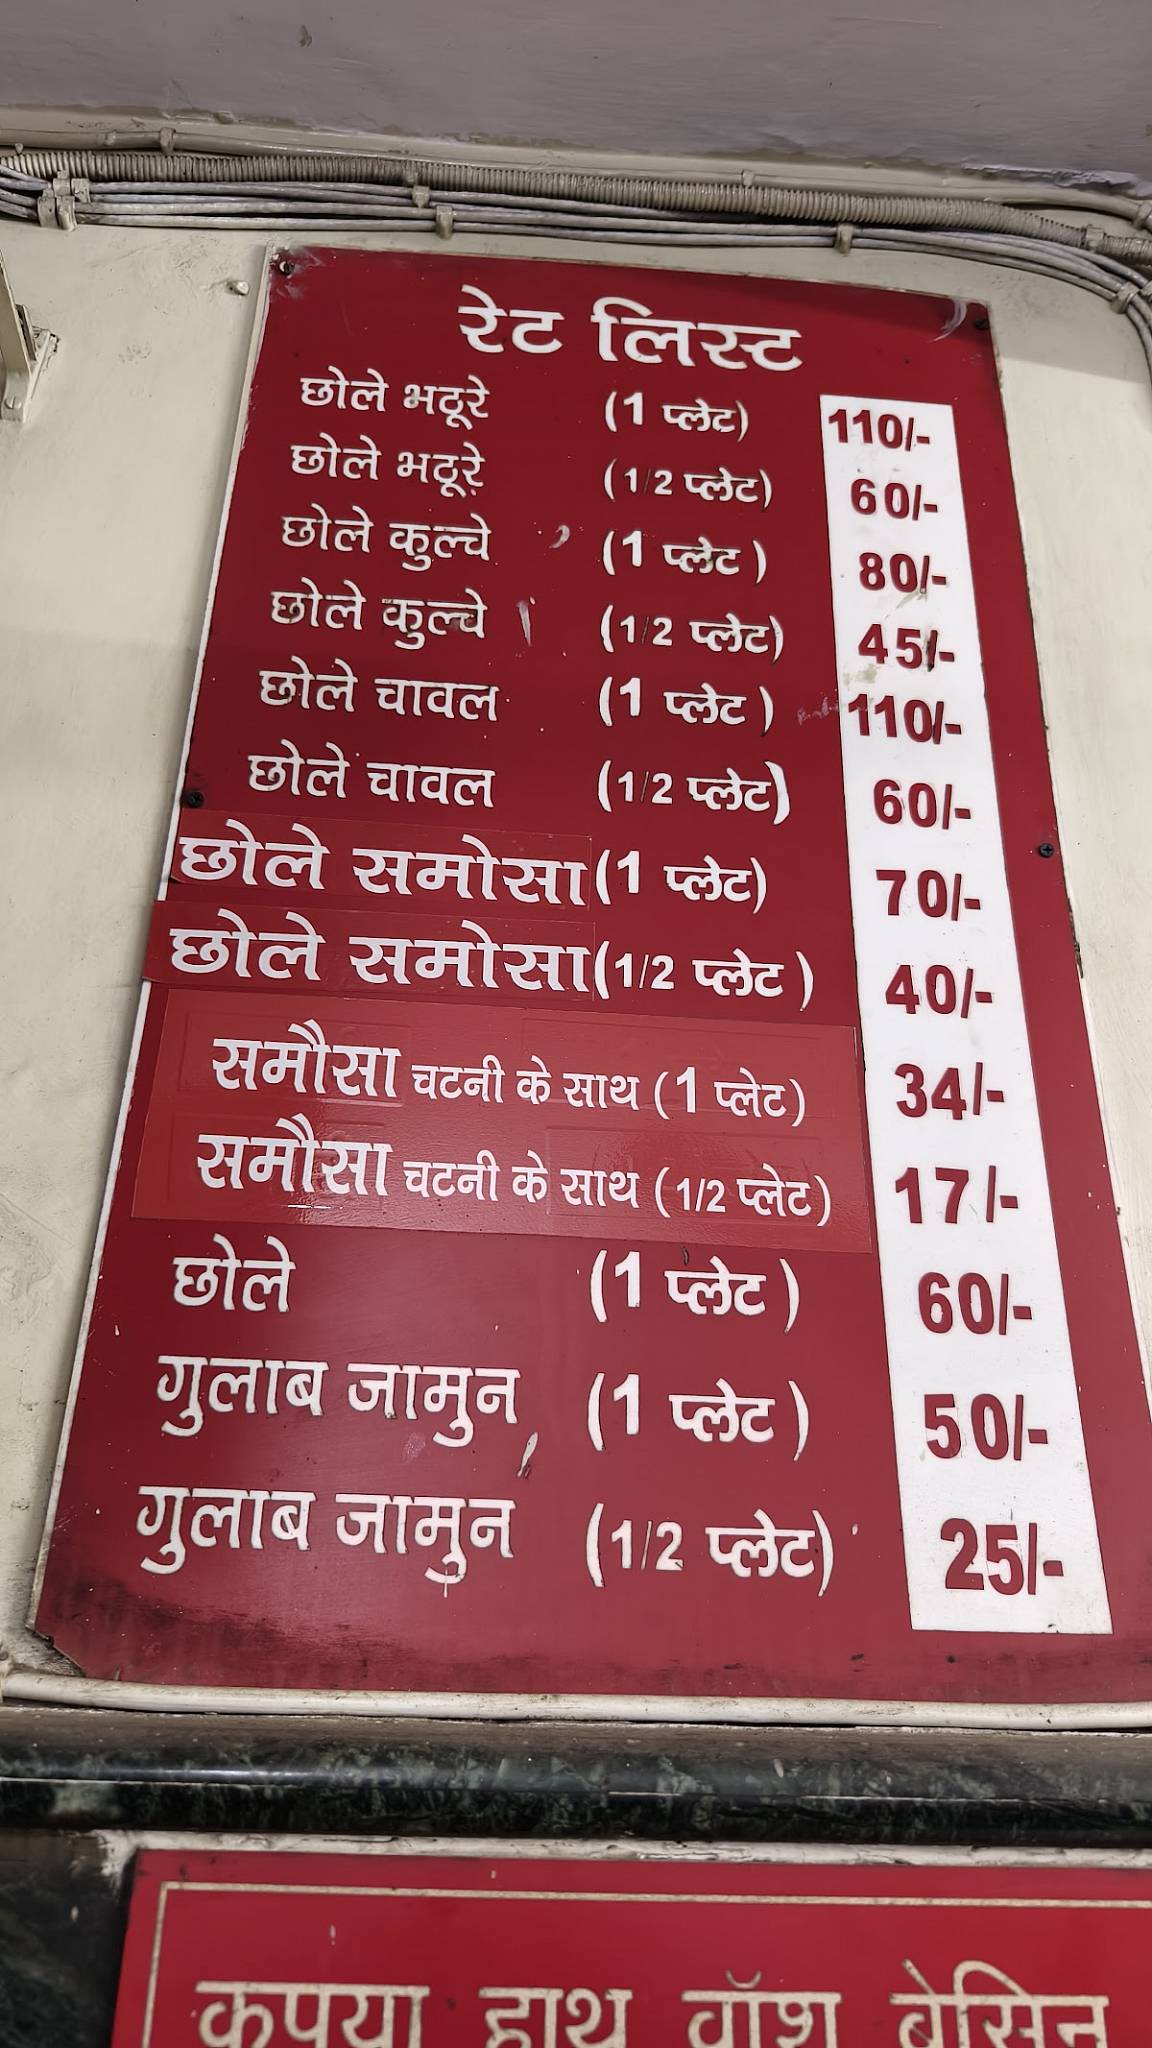 रेट लिस्ट
छोले भठूरे (1 प्लेट) 110/-
छोले भठूरे (1/2 प्लेट) 60/-
छोले कुल्चे (1 प्लेट) 80/-
छोले कुल्चे (1/2 प्लेट) 45/-
छोले चावल (1 प्लेट) 110/-
छोले चावल (1/2 प्लेट) 60/-
छोले समोसा (1 प्लेट) 70/-
छोले समोसा (1/2 प्लेट) 40/-
समौसा चटनी के साथ (1 प्लेट) 34/-
समौसा चटनी के साथ (1/2 प्लेट) 17/-
छोले (1 प्लेट) 60/-
गुलाब जामुन (1 प्लेट) 50/-
गुलाब जामुन (1/2 प्लेट) 25/-
हाथ वॉश बेसिन